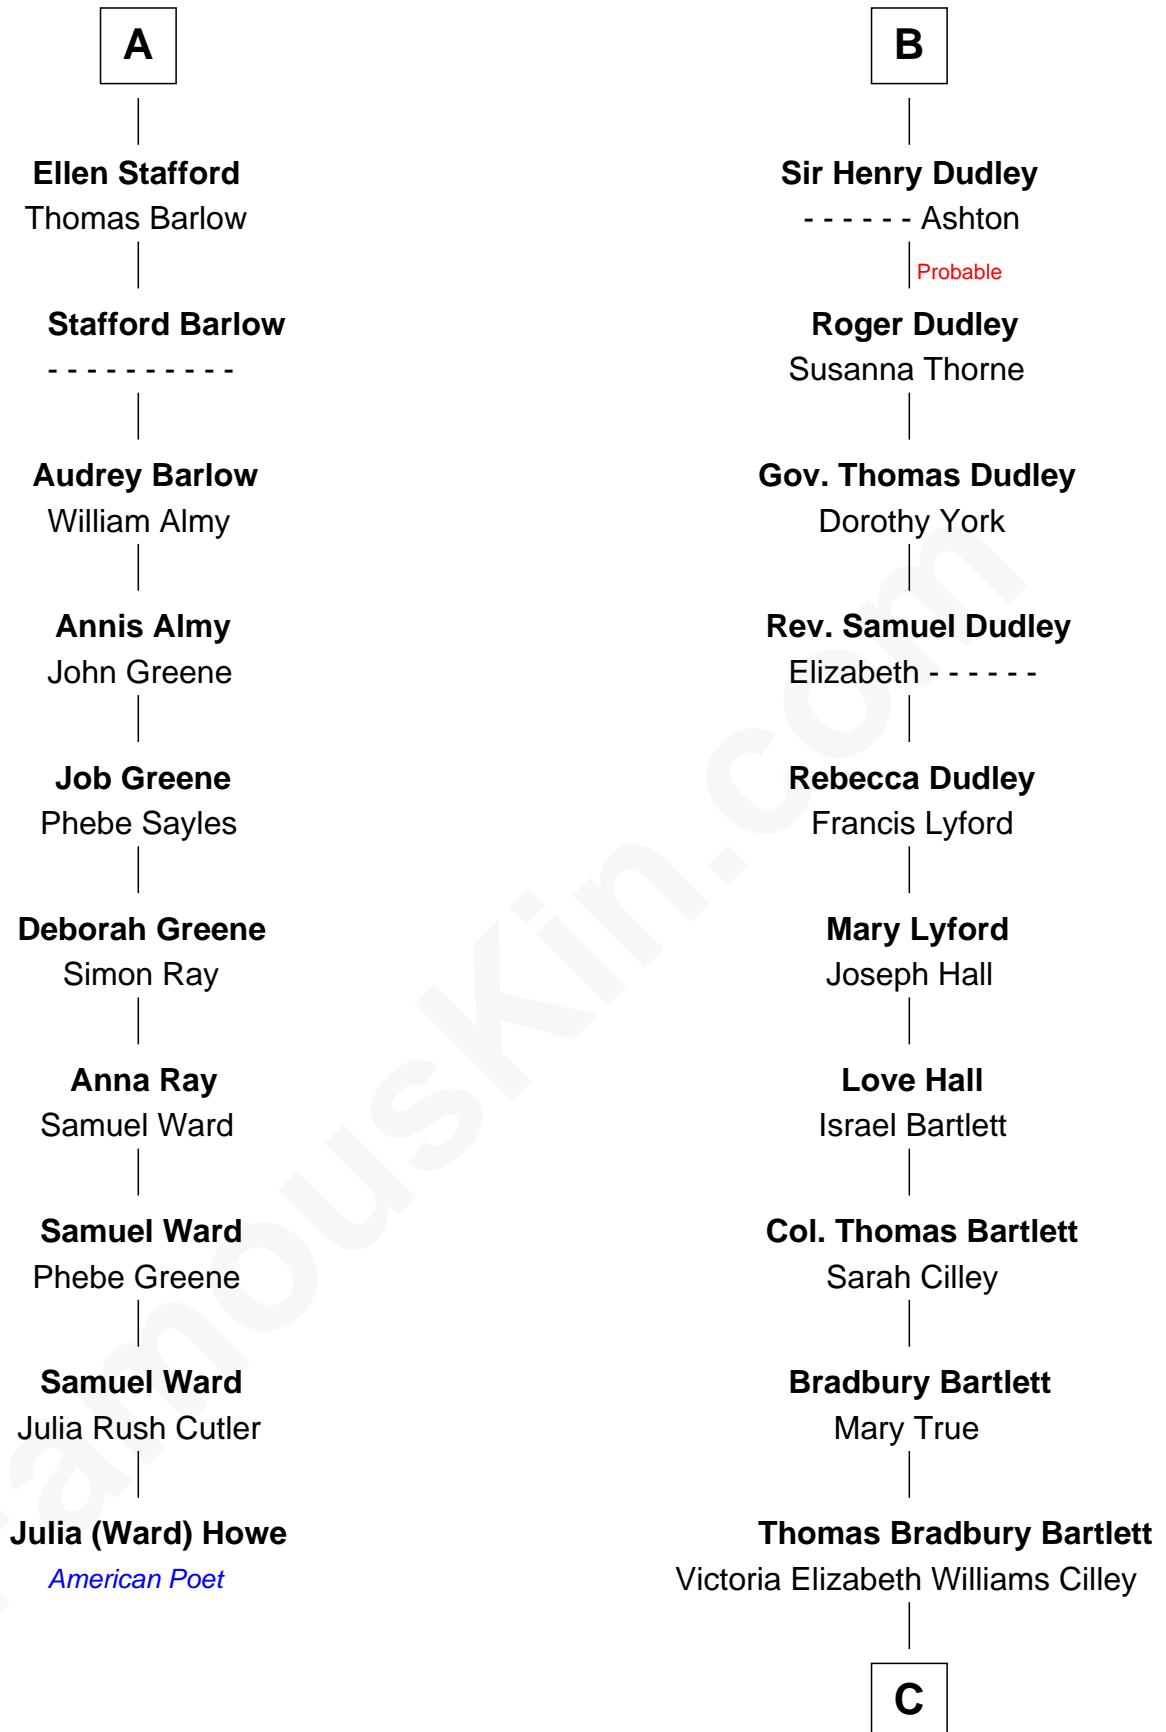 A
Ellen Stafford
Thomas Barlow
Stafford Barlow
- - - - - - - - - -
Audrey Barlow
William Almy
Annis Almy
John Greene
Job Greene
Phebe Sayles
Deborah Greene
Simon Ray
Anna Ray
Samuel Ward
Samuel Ward
Phebe Greene
Samuel Ward
Julia Rush Cutler
Julia (Ward) Howe
American Poet
B
Sir Henry Dudley
- - - - - - Ashton
Probable
Roger Dudley
Susanna Thorne
Gov. Thomas Dudley
Dorothy York
Rev. Samuel Dudley
Elizabeth - - - - - -
Rebecca Dudley
Francis Lyford
Mary Lyford
Joseph Hall
Love Hall
Israel Bartlett
Col. Thomas Bartlett
Sarah Cilley
Bradbury Bartlett
Mary True
Thomas Bradbury Bartlett
Victoria Elizabeth Williams Cilley
C
FamousKin.com